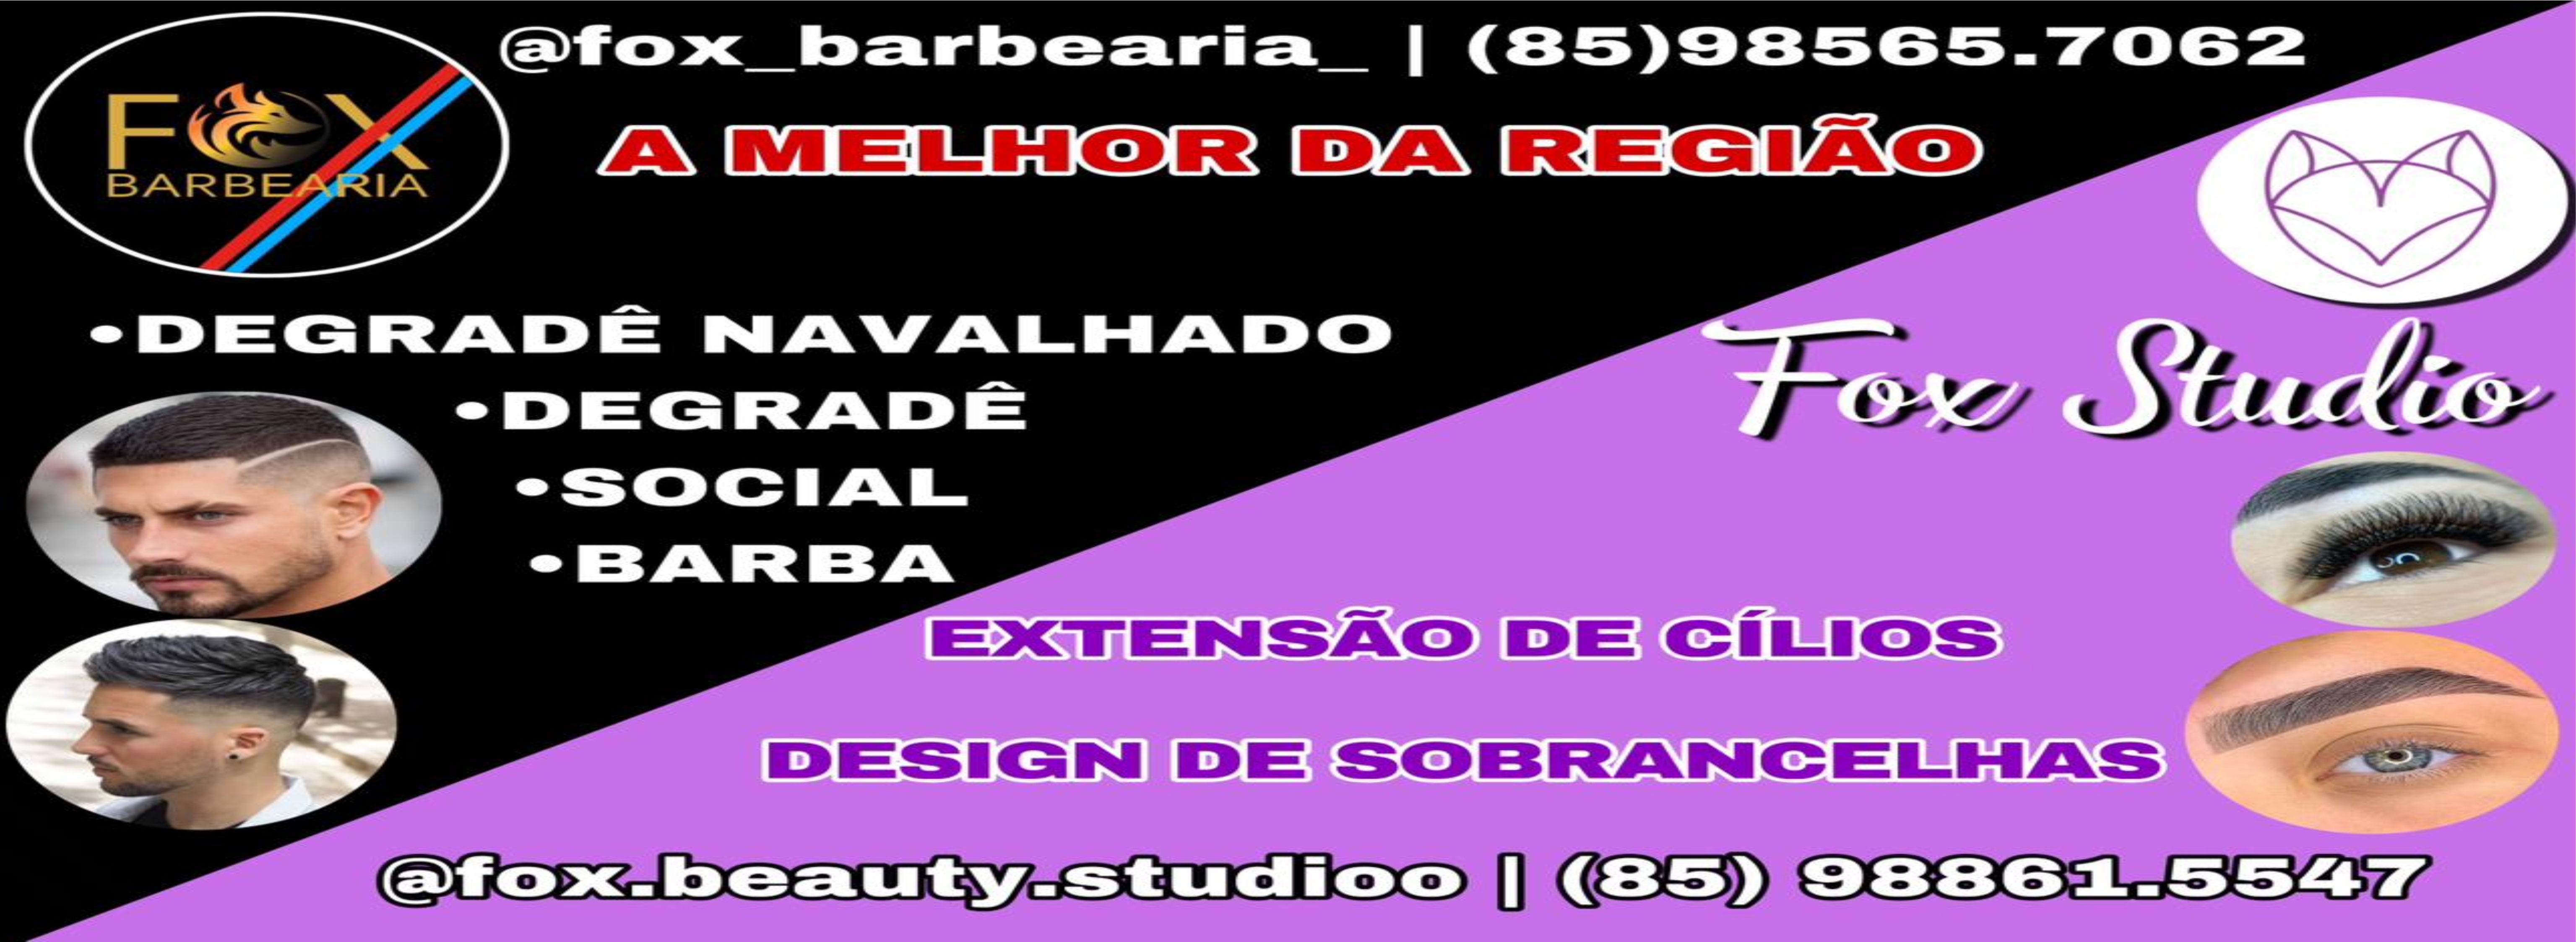 @fox_barbearia_ | (85)98565.7062
FOX
BARBEARIA
A MELHOR DA REGIÃO
•DEGRADÊ NAVALHADO
•DEGRADÊ
•SOCIAL
•BARBA
Fox Studio
EXTENSÃO DE CÍLIOS
DESIGN DE SOBRANCELHAS
@fox.beauty.studioo | (85) 98861.5547